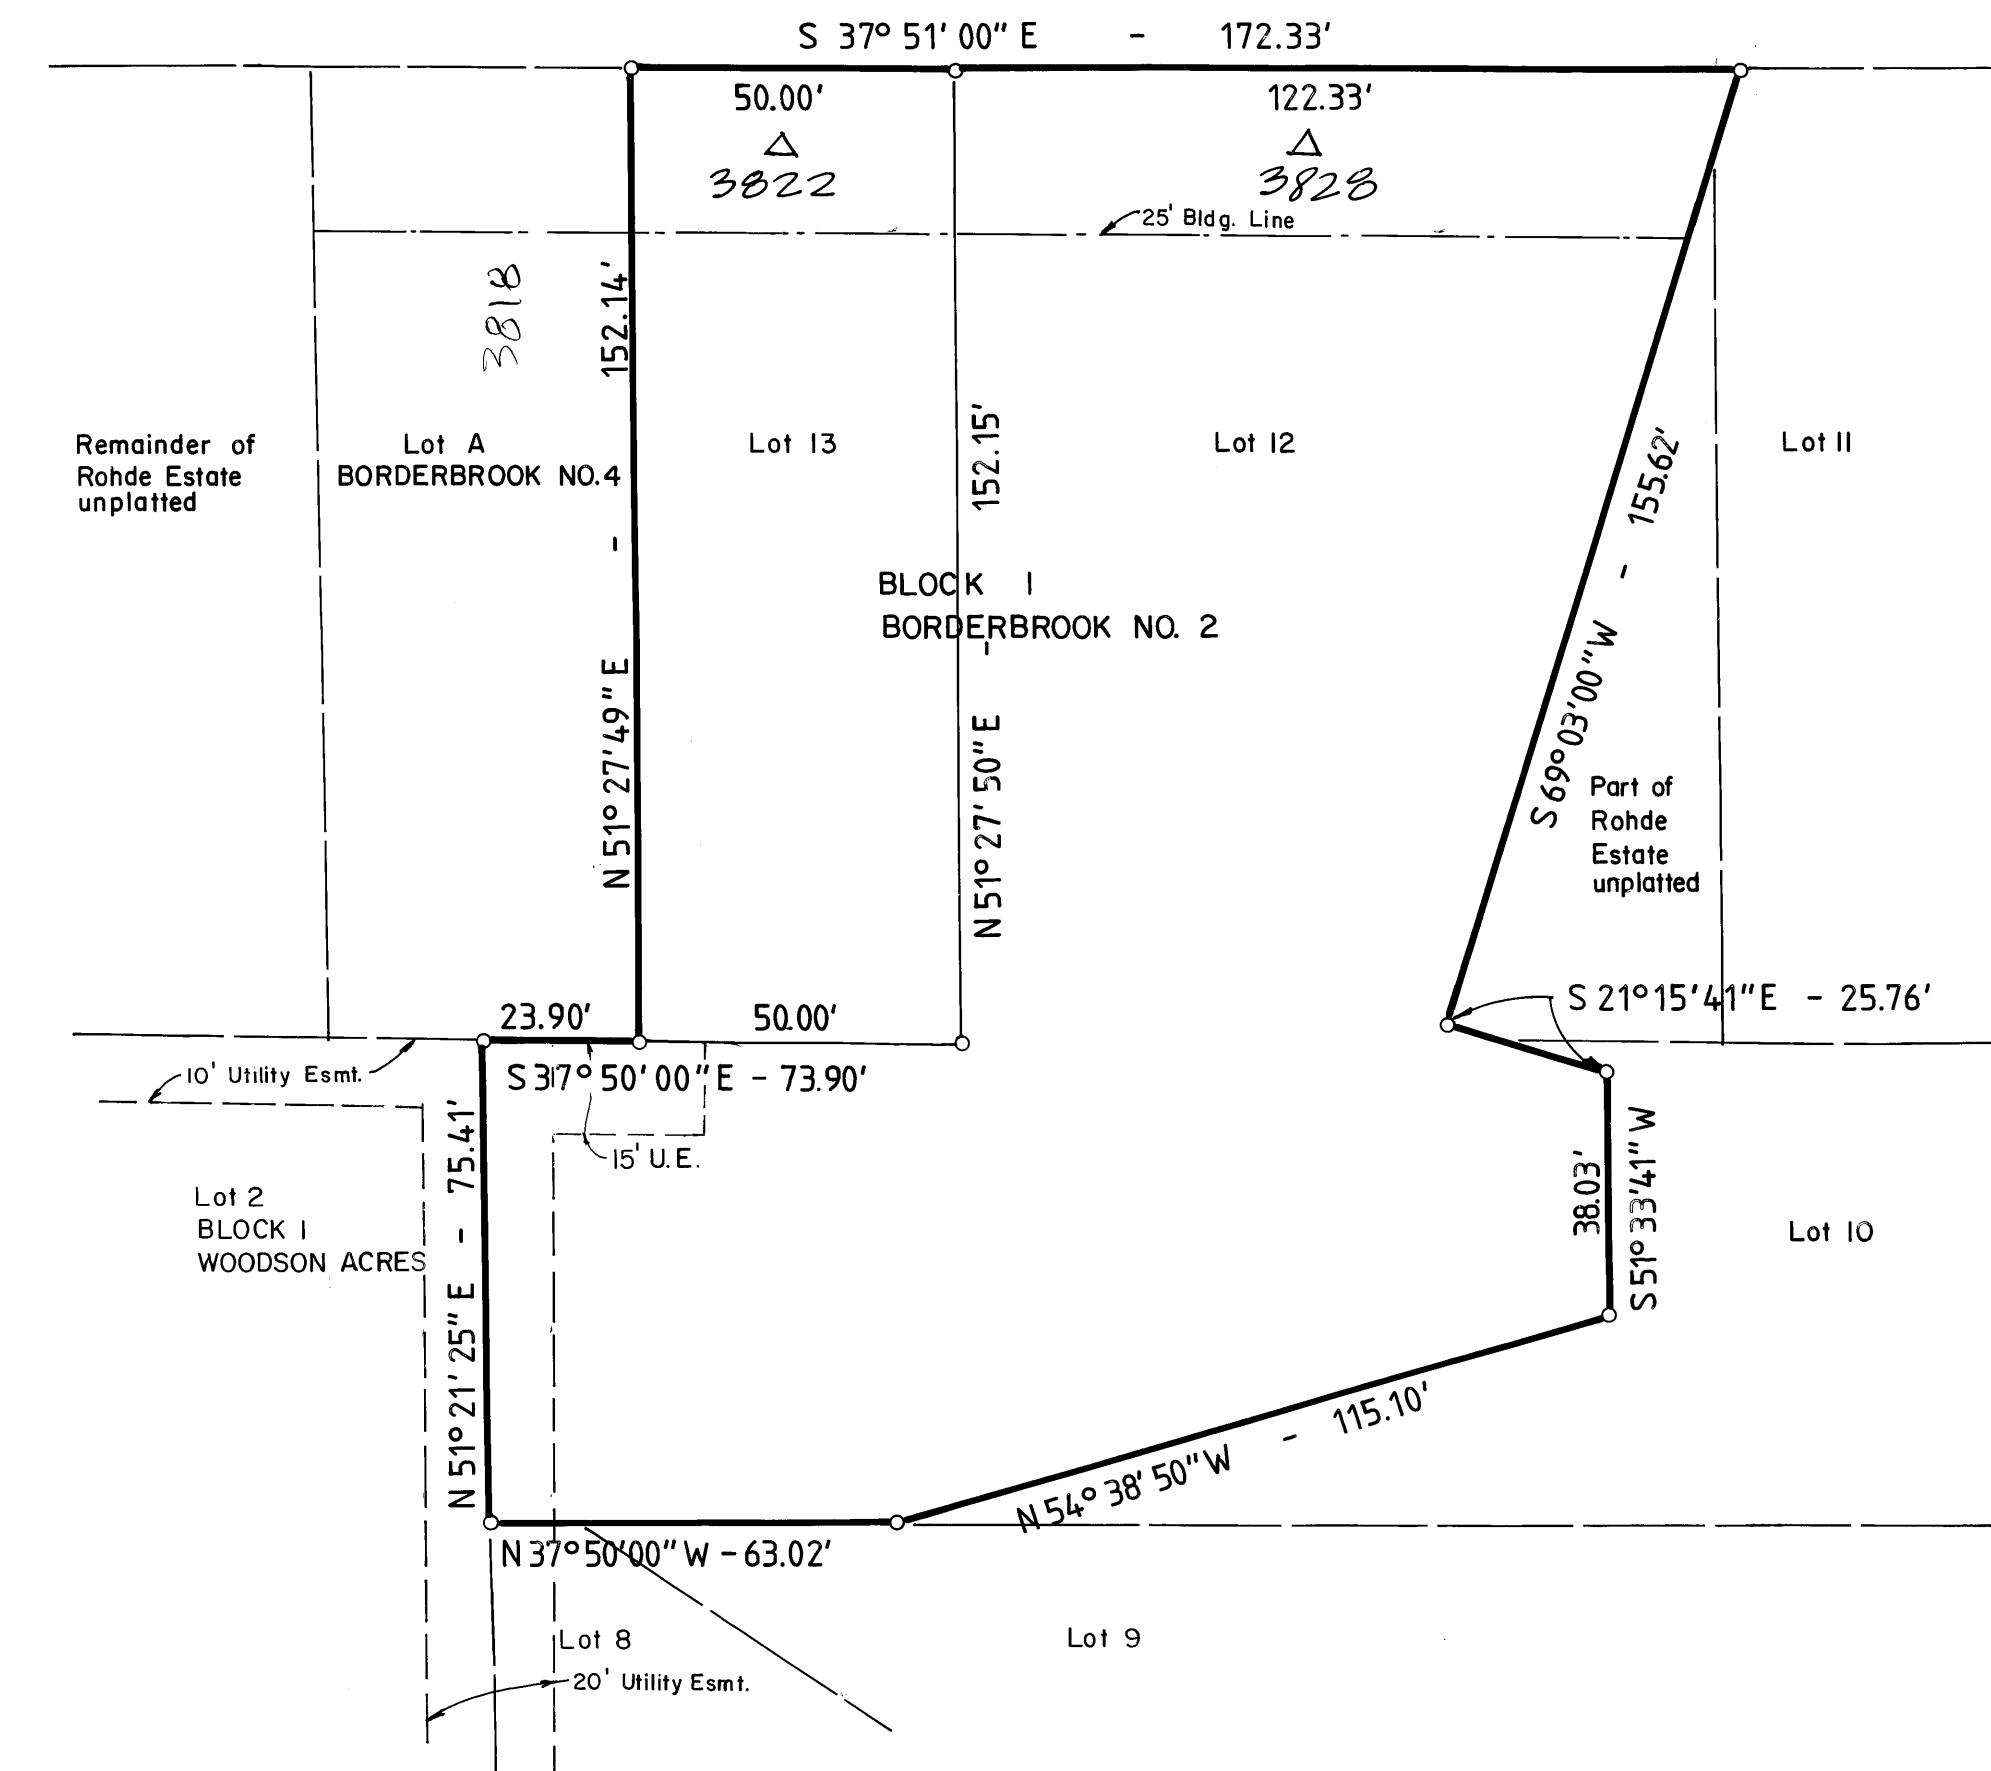 S 37° 51' 00" E - 172.33'
50.00'
122.33'
△
3822
△
3828
25' Bldg. Line
3818
152.14'
-
N 51° 27' 49" E
Remainder of
Rohde Estate
unplatted
Lot A
BORDERBROOK NO.4
Lot 13
152.15'
-
N 51° 27' 50" E
Lot 12
S 69° 03' 00" W - 155.62'
Lot 11
BLOCK 1
BORDERBROOK NO. 2
Part of
Rohde
Estate
unplatted
S 21° 15' 41" E - 25.76'
23.90'
50.00'
S 37° 50' 00" E - 73.90'
10' Utility Esmt.
15' U.E.
N 51° 21' 25" E - 75.41'
38.03'
S 51° 33' 41" W
Lot 2
BLOCK 1
WOODSON ACRES
Lot 10
N 54° 38' 50" W - 115.10'
N 37° 50' 00" W - 63.02'
Lot 8
Lot 9
20' Utility Esmt.